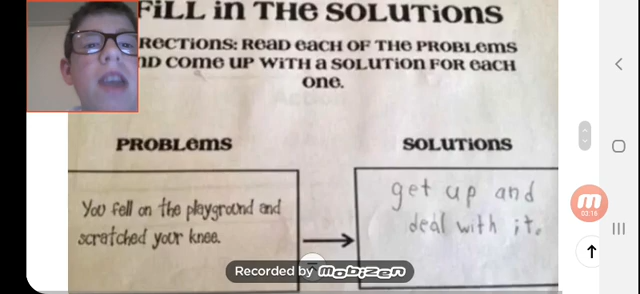 FILL IN THE SOLUTIONS
RECTIONS: READ EACH OF THE PROBLEMS
ND COME UP WITH A SOLUTION FOR EACH
ONE.
PROBLEMS
SOLUTIONS
You fell on the playground and
scratched your knee.
get up and
deal with it.
03:16
Recorded by mobizen